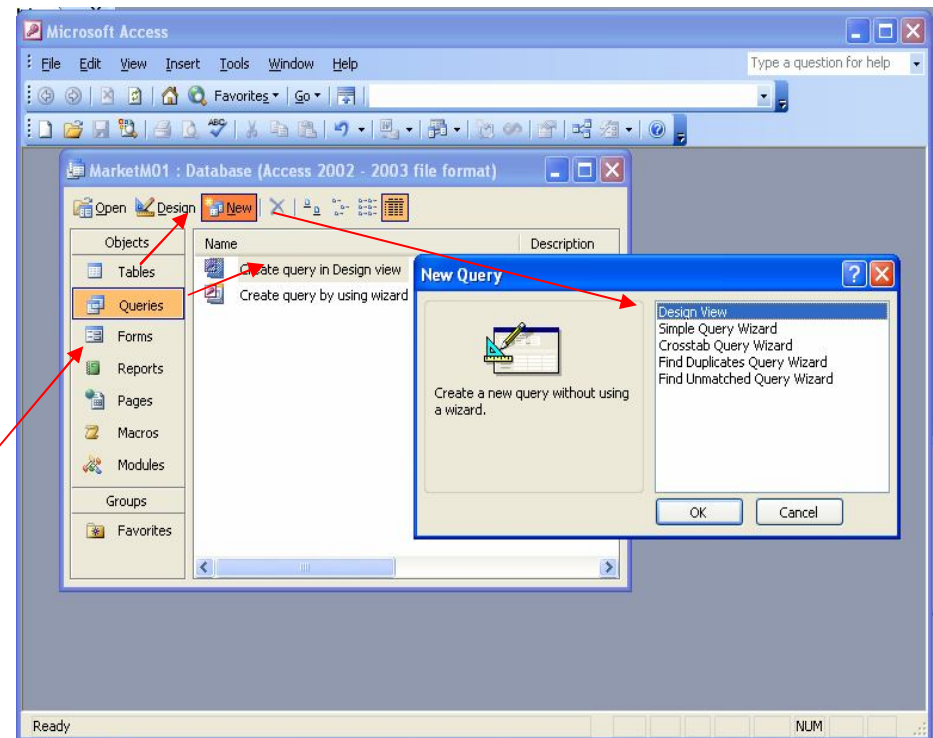 Microsoft Access
File Edit View Insert Tools Window Help
Type a question for help
Favorites Go
ABC
MarketM01 : Database (Access 2002 - 2003 file format)
Open Design New
Objects
Name Description
Tables
Create query in Design view
Queries
Create query by using wizard
Forms
Reports
Pages
Macros
Modules
Groups
Favorites
New Query
Create a new query without using
a wizard.
Design View
Simple Query Wizard
Crosstab Query Wizard
Find Duplicates Query Wizard
Find Unmatched Query Wizard
OK Cancel
Ready NUM